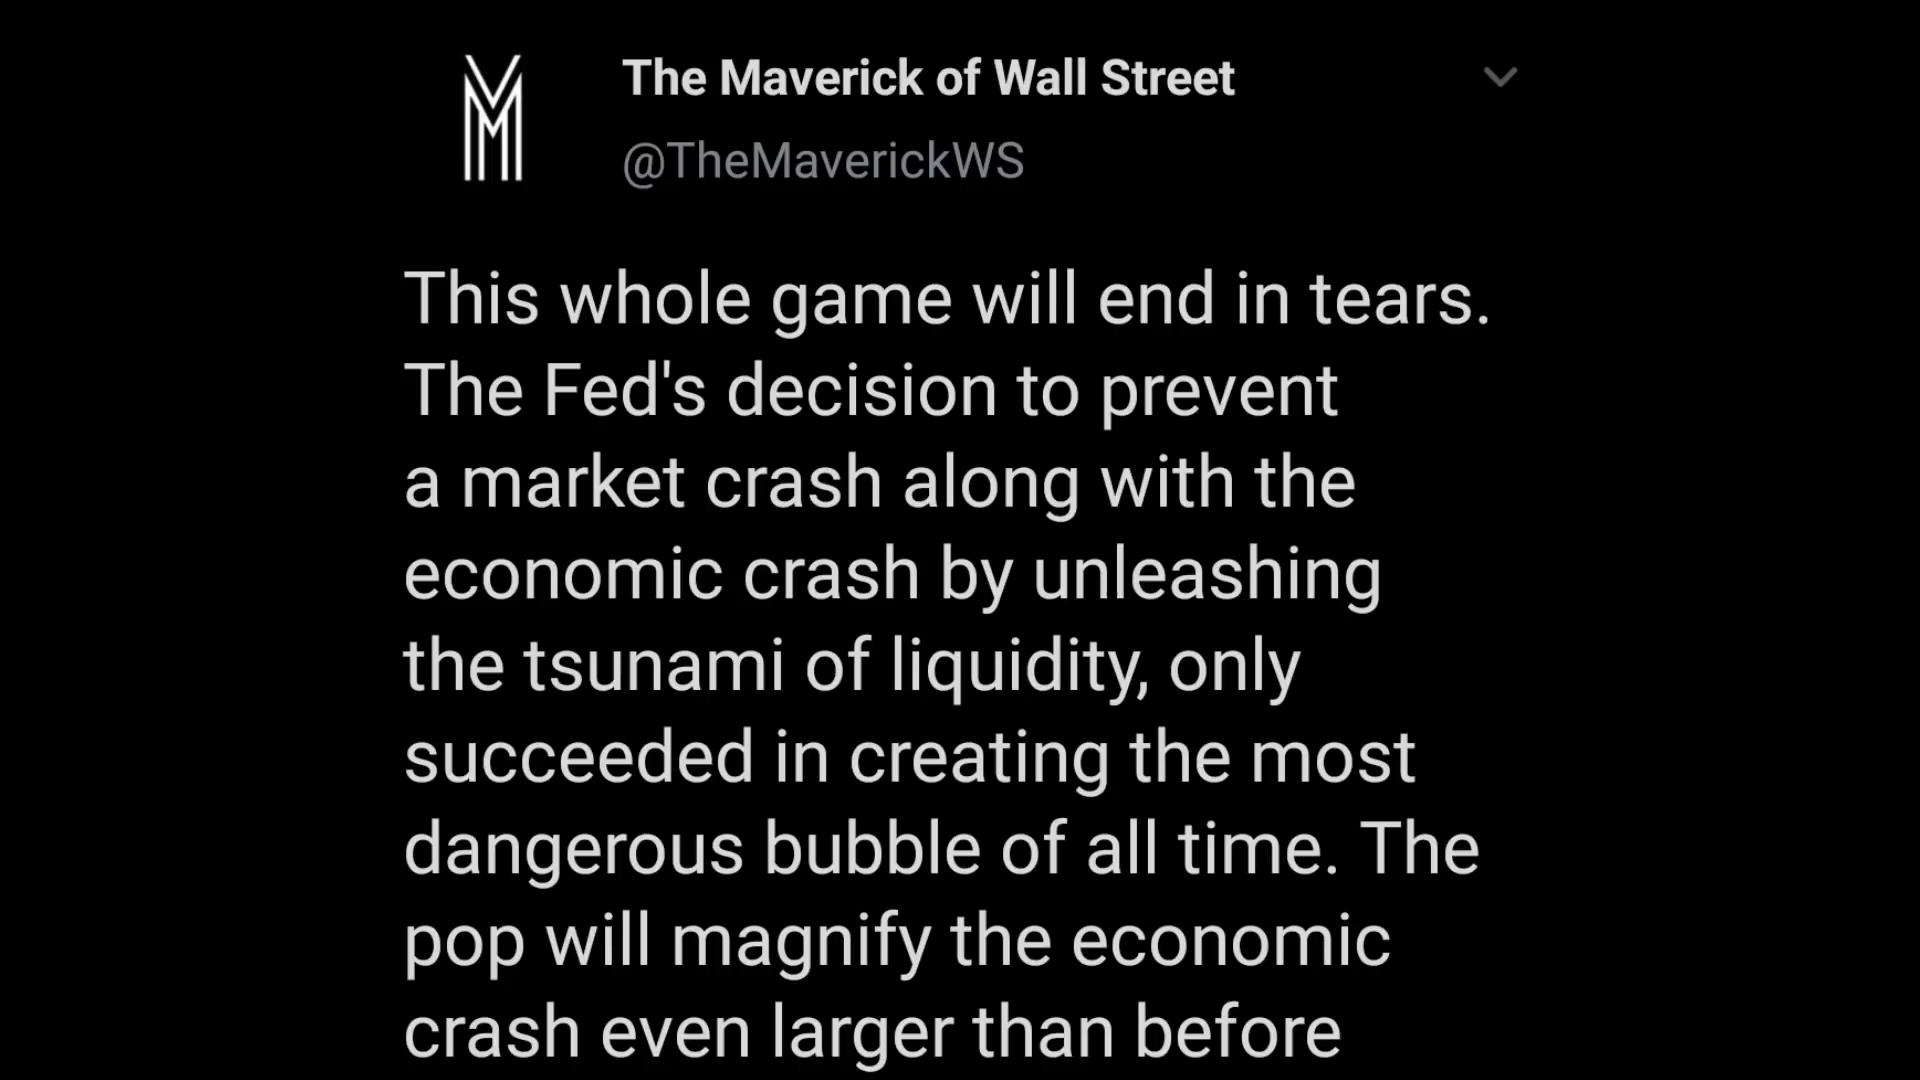 The Maverick of Wall Street
@TheMaverickWS
This whole game will end in tears.
The Fed's decision to prevent
a market crash along with the
economic crash by unleashing
the tsunami of liquidity, only
succeeded in creating the most
dangerous bubble of all time. The
pop will magnify the economic
crash even larger than before